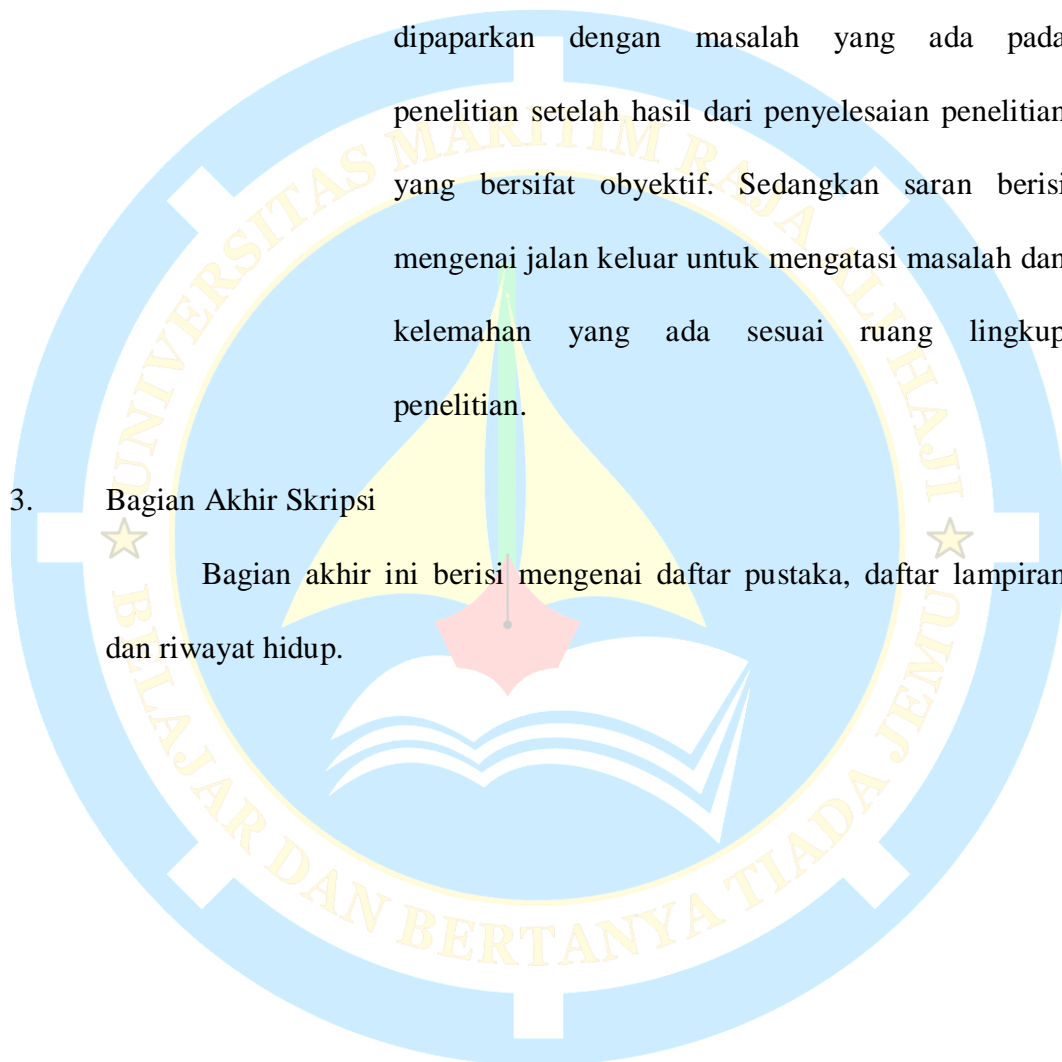 dipaparkan dengan masalah yang ada pada
penelitian setelah hasil dari penyelesaian penelitian
yang bersifat obyektif. Sedangkan saran berisi
mengenai jalan keluar untuk mengatasi masalah dan
kelemahan yang ada sesuai ruang lingkup
penelitian.
3. Bagian Akhir Skripsi
Bagian akhir ini berisi mengenai daftar pustaka, daftar lampiran
dan riwayat hidup.
UNIVERSITAS MARITIM RAJA ALI HAJI
BELAJAR DAN BERTANYA TIADA JEMU